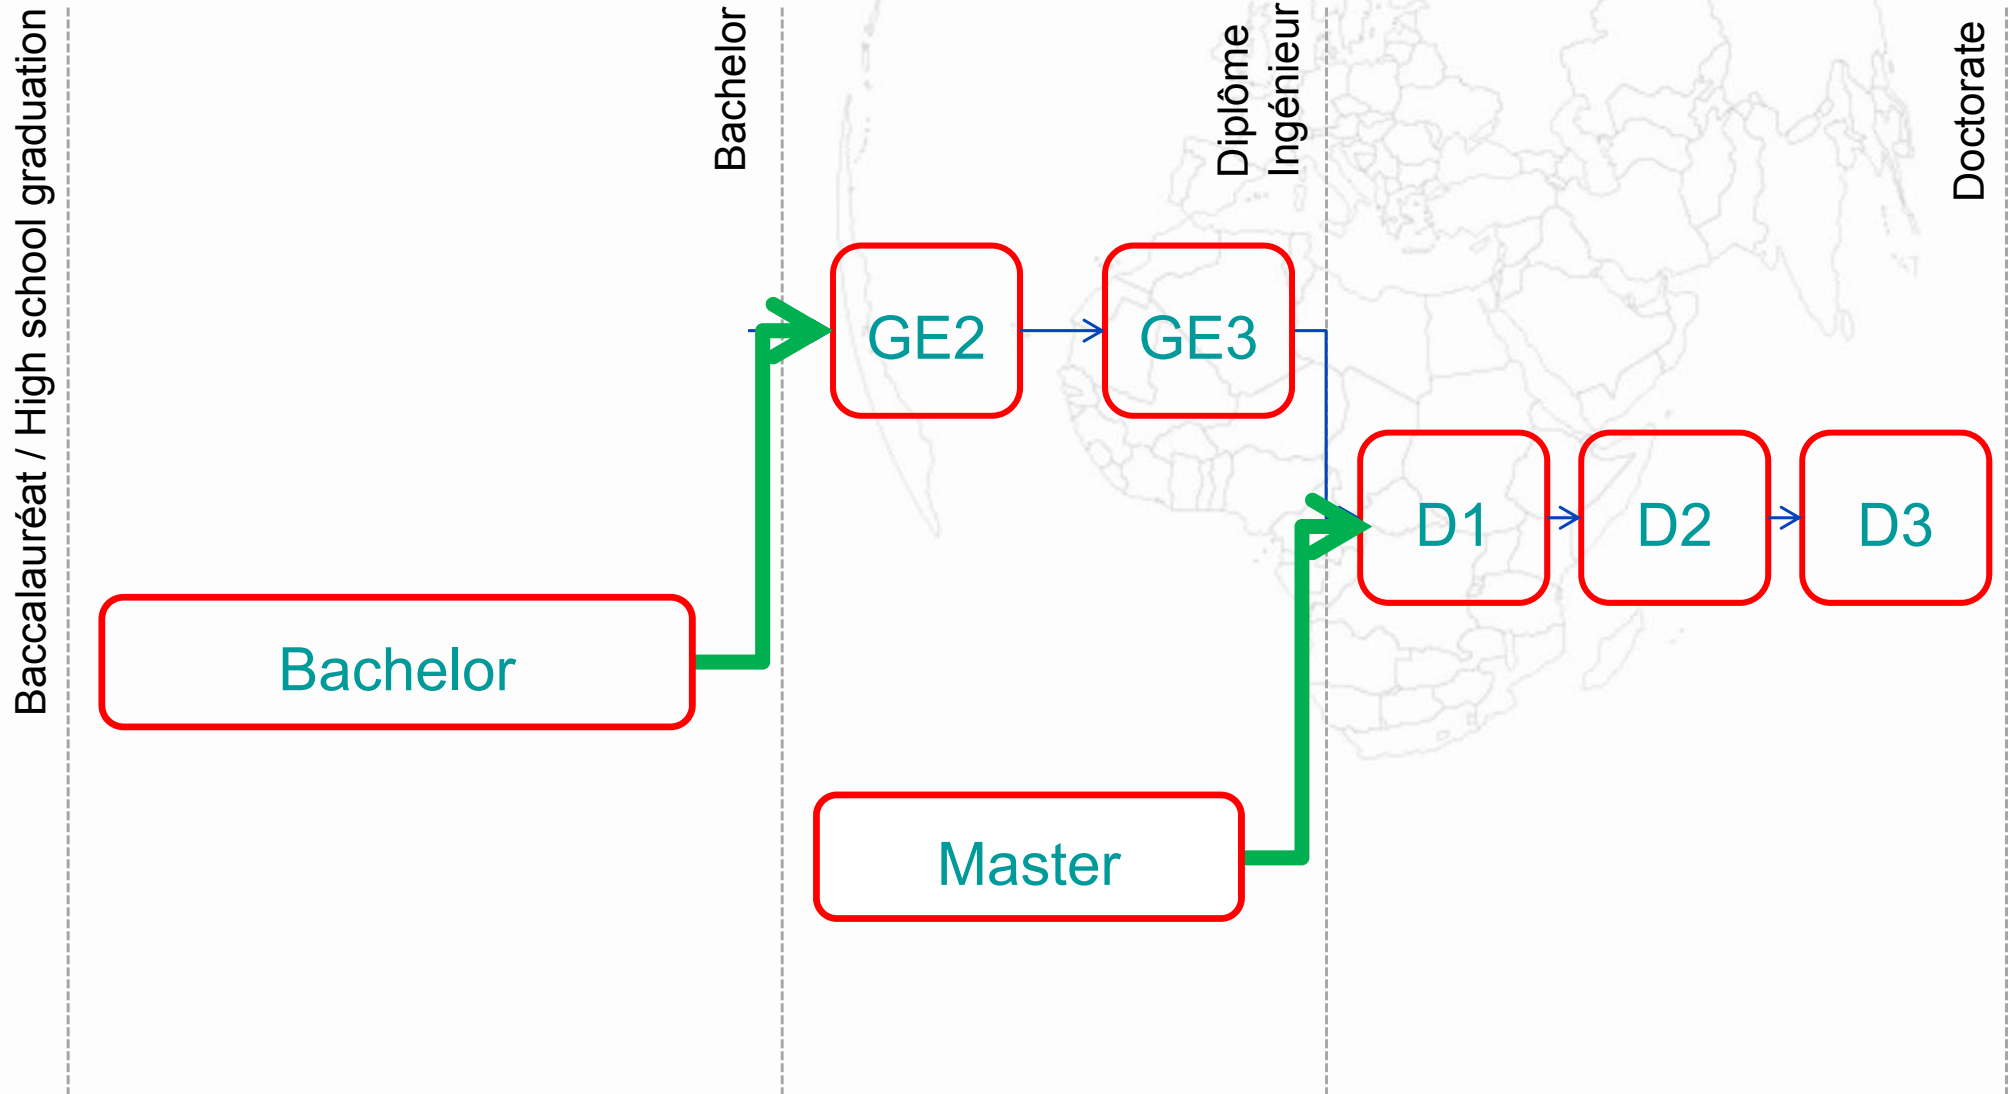 Baccalauréat / High school graduation
Bachelor
Diplôme
Ingénieur
Doctorate
GE2
GE3
D1
D2
D3
Bachelor
Master